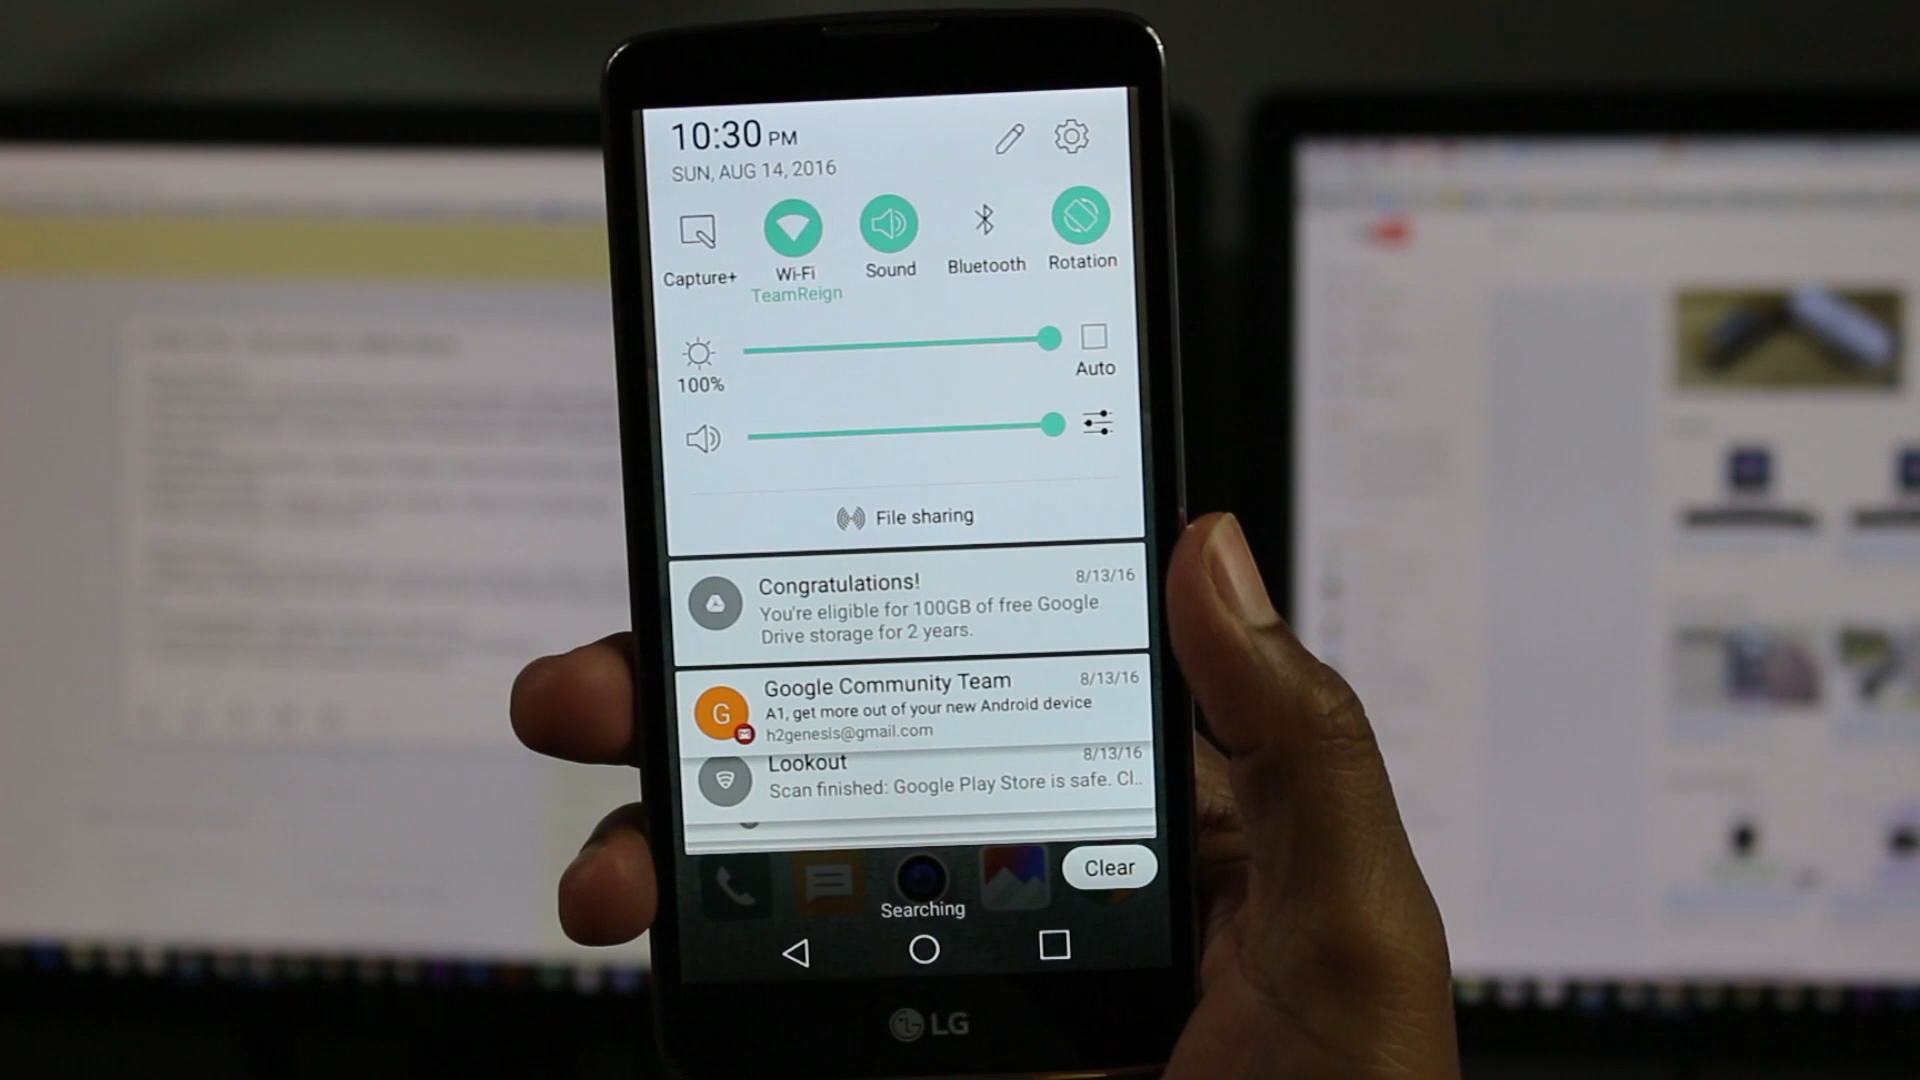 10:30 PM
SUN, AUG 14, 2016
Capture+
Wi-Fi
TeamReign
Sound
Bluetooth
Rotation
100%
Auto
File sharing
Congratulations!
8/13/16
You're eligible for 100GB of free Google
Drive storage for 2 years.
Google Community Team
8/13/16
A1, get more out of your new Android device
h2genesis@gmail.com
G
Lookout
8/13/16
Scan finished: Google Play Store is safe. Cl..
Clear
Searching
LG